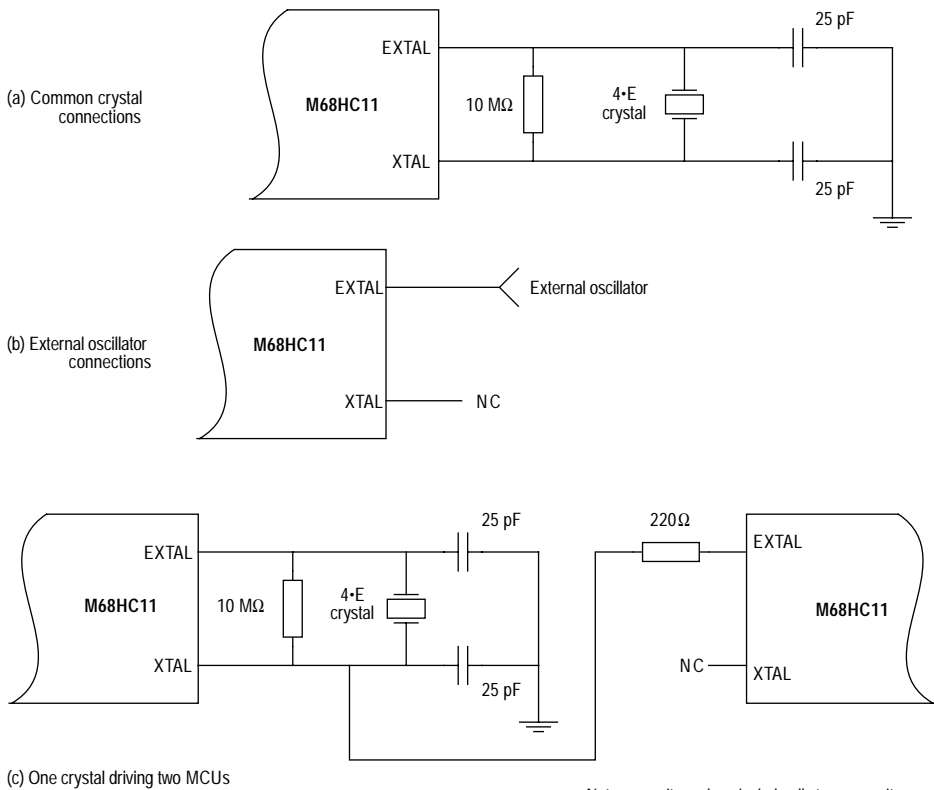 25 pF
EXTAL
(a) Common crystal
connections
M68HC11
10 MΩ
4•E
crystal
XTAL
25 pF
EXTAL
External oscillator
(b) External oscillator
connections
M68HC11
XTAL
NC
25 pF
220Ω
EXTAL
EXTAL
M68HC11
10 MΩ
4•E
crystal
M68HC11
XTAL
NC
XTAL
25 pF
(c) One crystal driving two MCUs